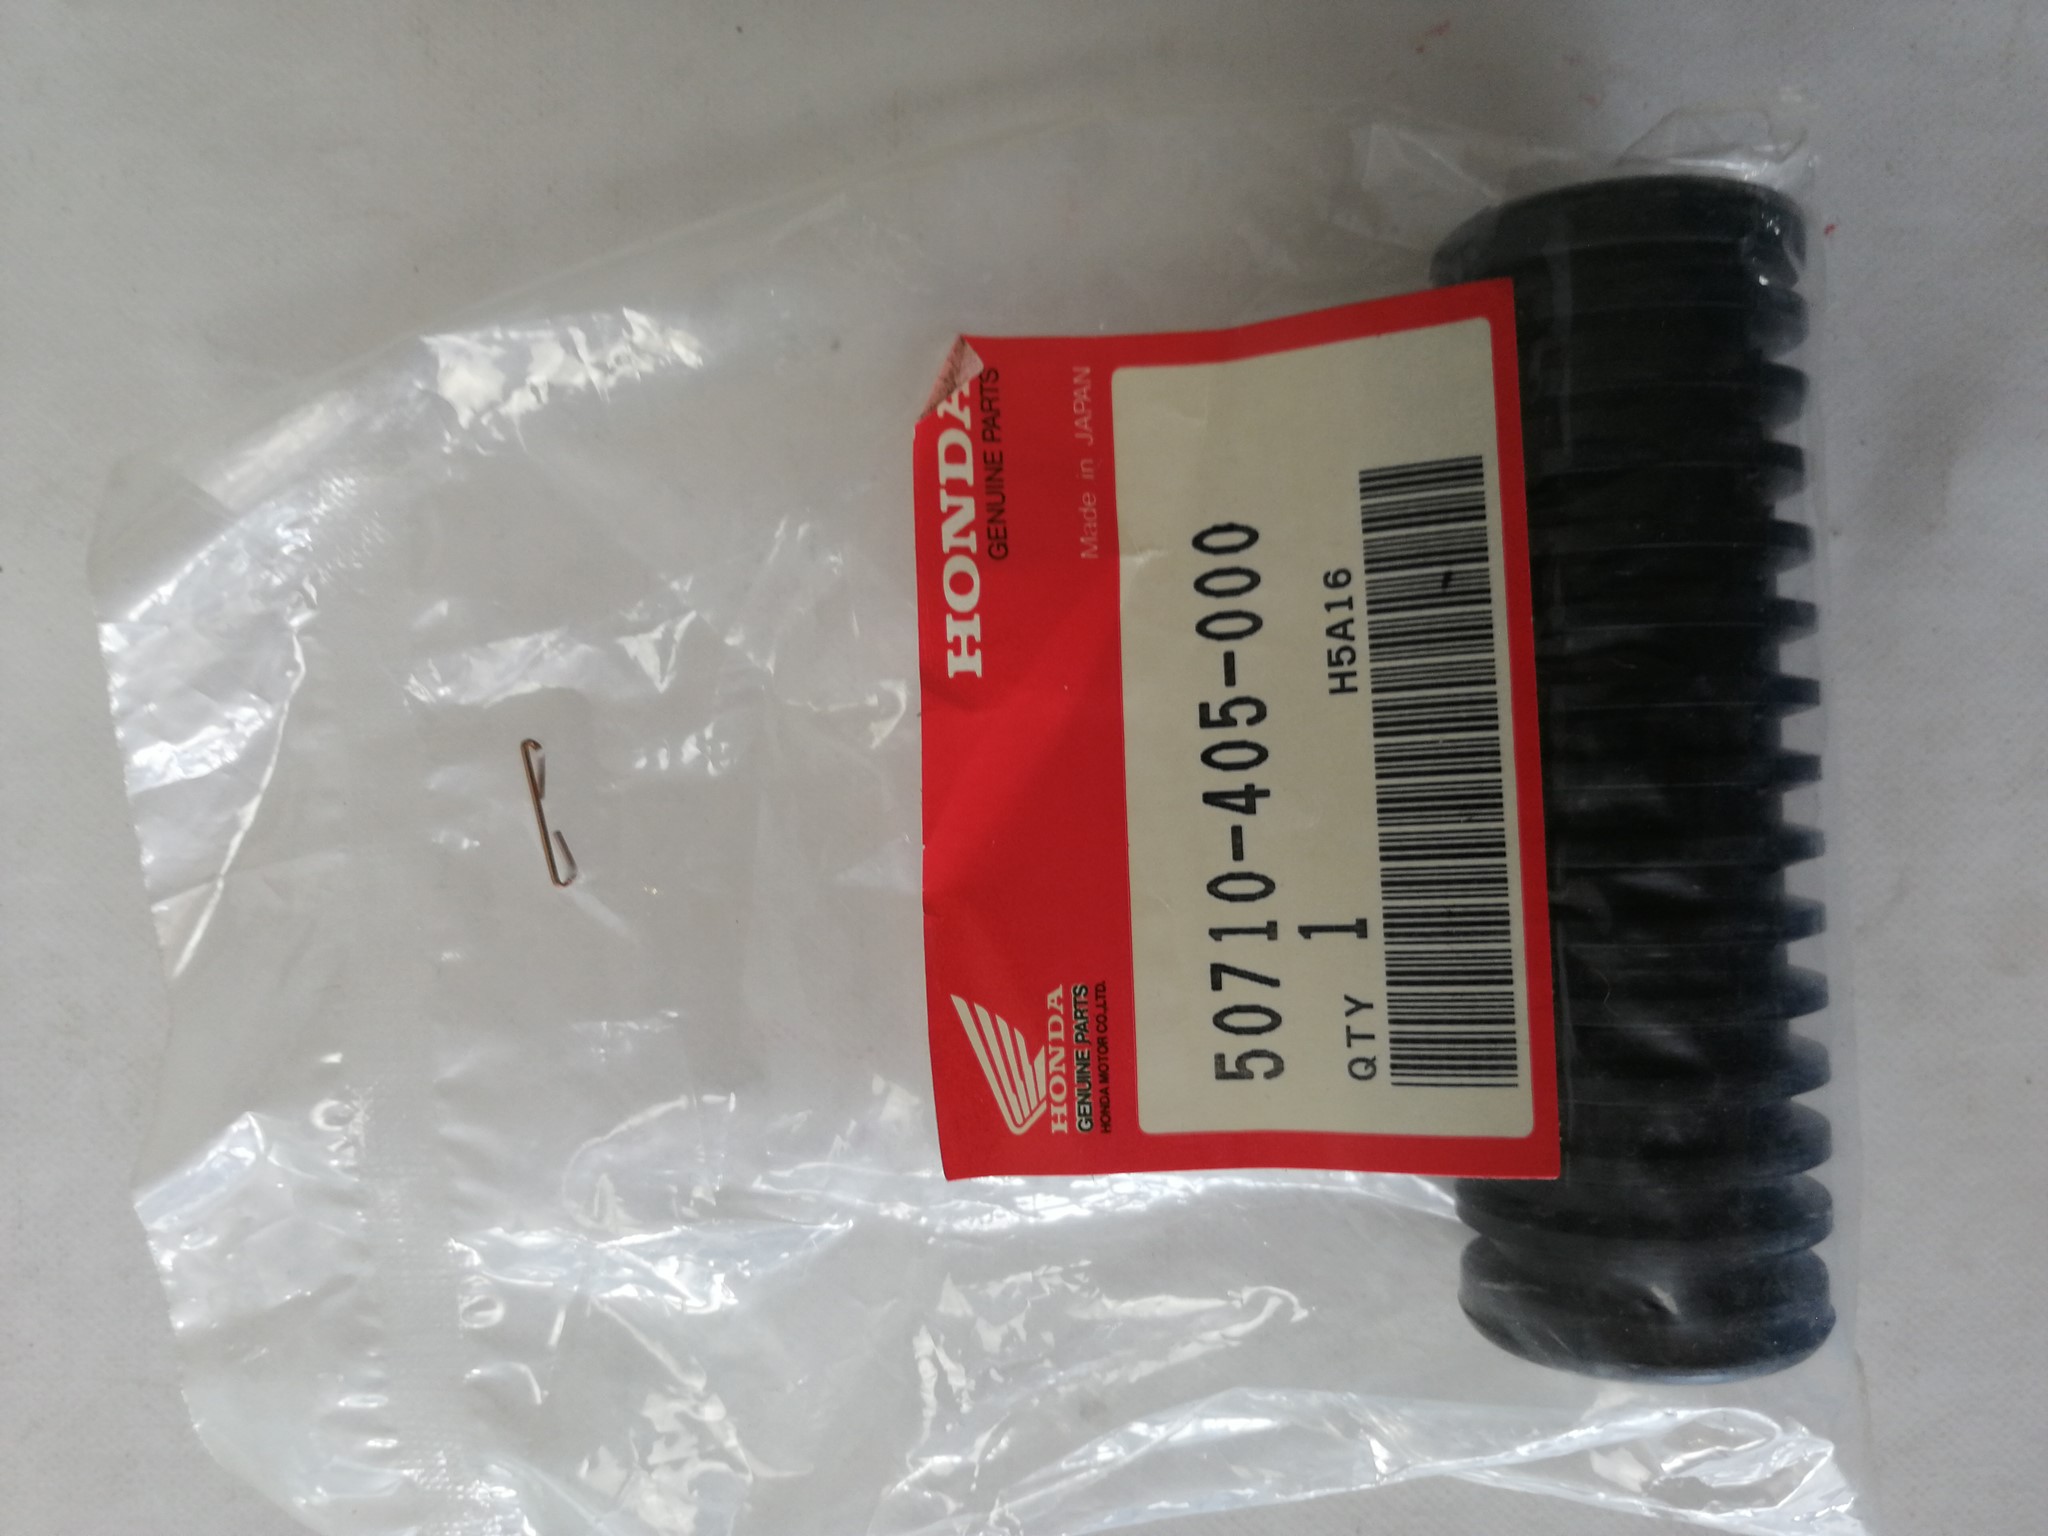 HONDA
GENUINE PARTS
HONDA MOTOR CO.,LTD.
HONDA
GENUINE PARTS
Made in JAPAN
50710-405-000
QTY 1
H5A16